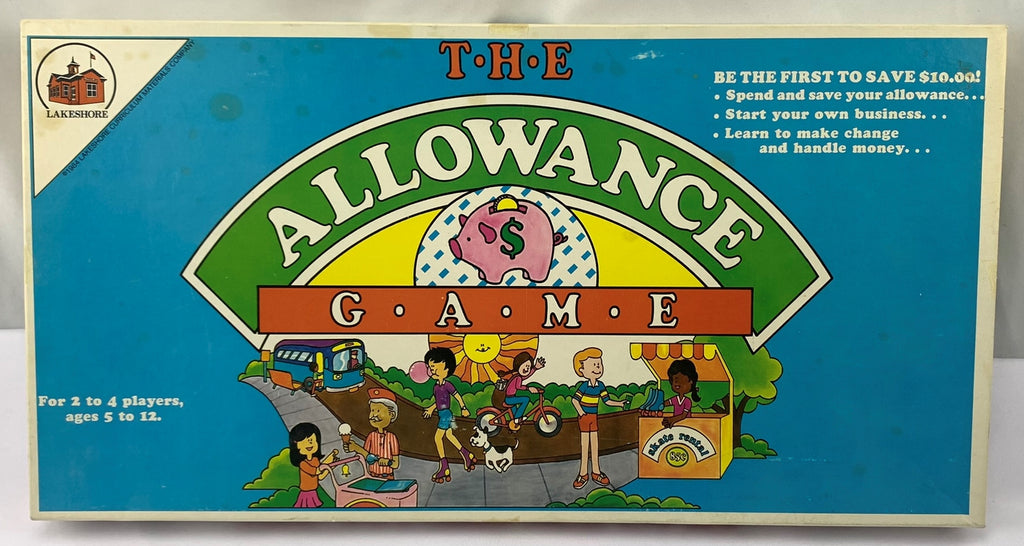 T·H·E
ALLOWANCE
G·A·M·E
LAKESHORE
©1984 LAKESHORE CURRICULUM MATERIALS COMPANY
BE THE FIRST TO SAVE $10.00!
• Spend and save your allowance...
• Start your own business...
• Learn to make change
and handle money...
$
For 2 to 4 players,
ages 5 to 12.
skate rental